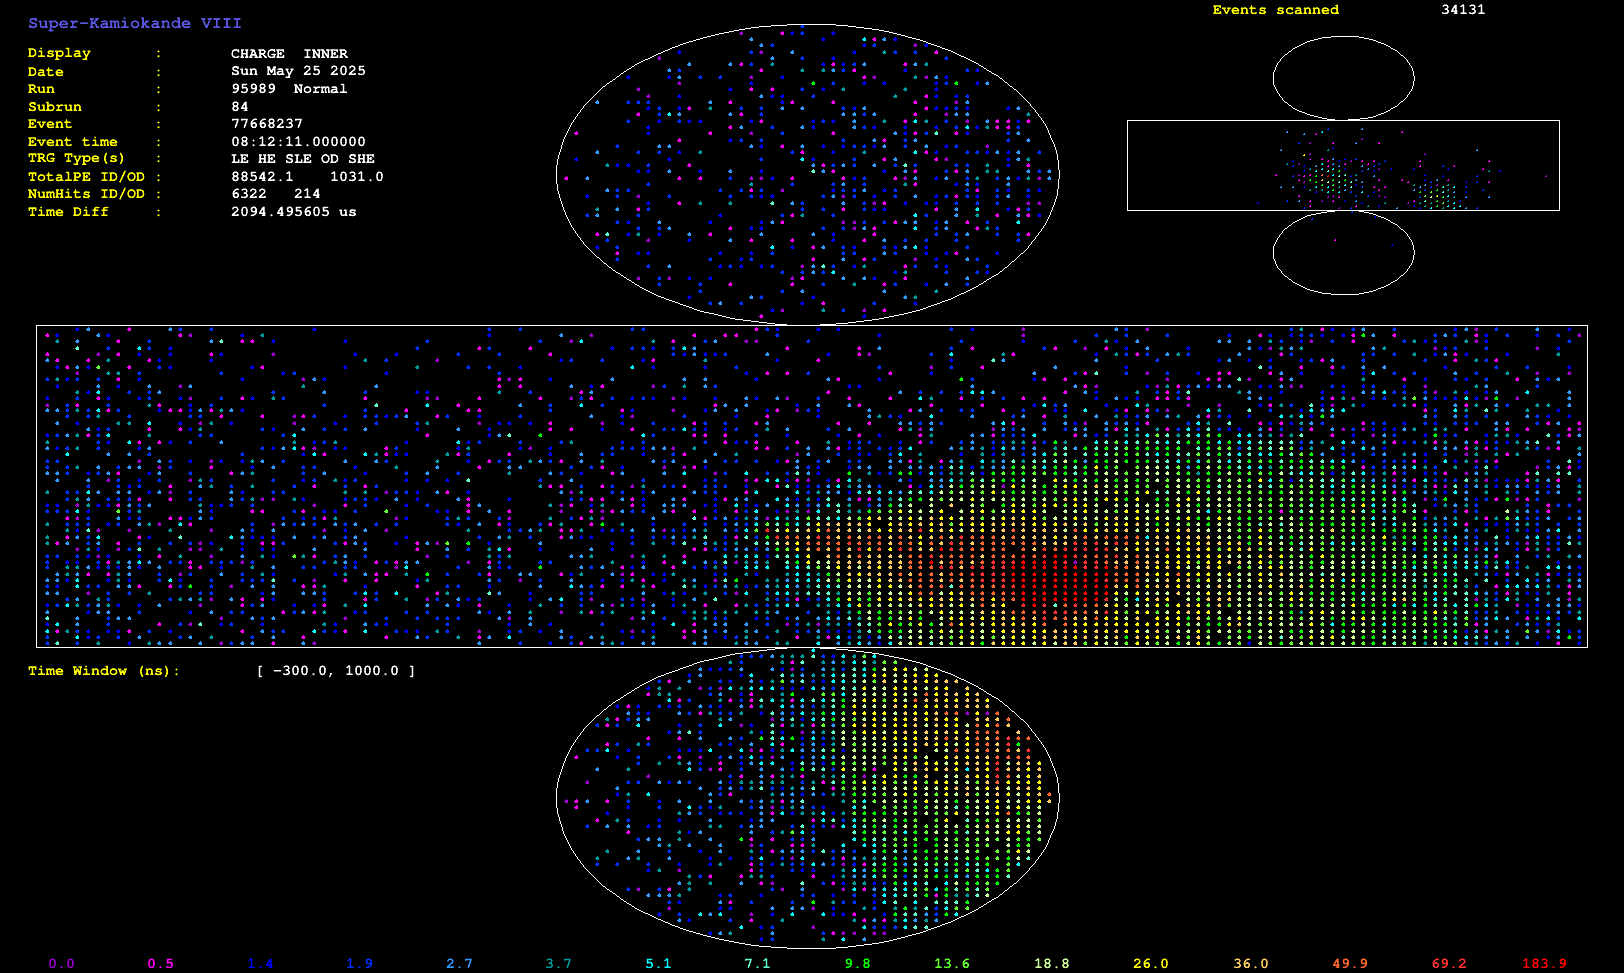 Super-Kamiokande VIII
Events scanned 34131
Display : CHARGE INNER
Date : Sun May 25 2025
Run : 95989 Normal
Subrun : 84
Event : 77668237
Event time : 08:12:11.000000
TRG Type(s) : LE HE SLE OD SHE
TotalPE ID/OD : 88542.1 1031.0
NumHits ID/OD : 6322 214
Time Diff : 2094.495605 us
Time Window (ns): [ -300.0, 1000.0 ]
0.0 0.5 1.4 1.9 2.7 3.7 5.1 7.1 9.8 13.6 18.8 26.0 36.0 49.9 69.2 183.9